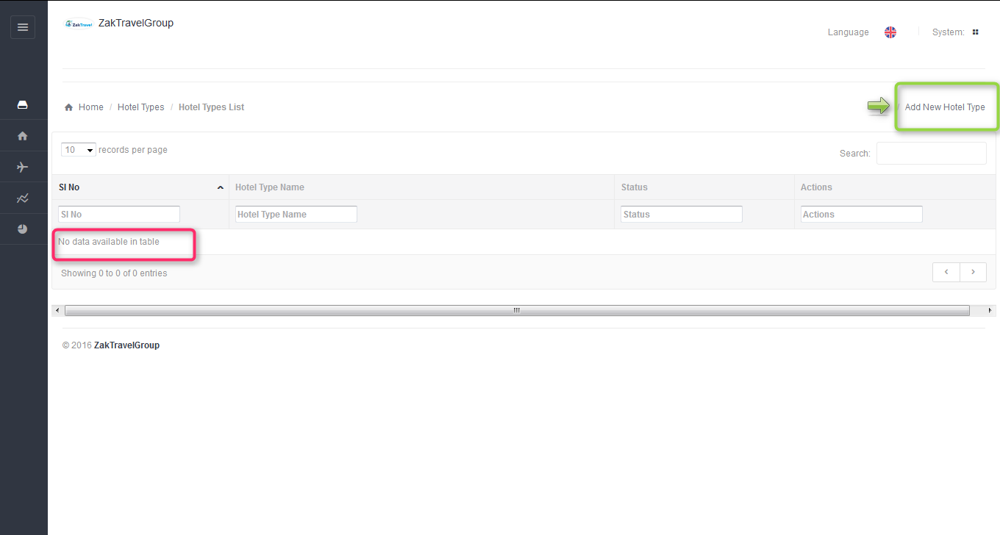 ZakTravel ZakTravelGroup
Language System:
Home / Hotel Types / Hotel Types List / Add New Hotel Type
10 records per page Search:
Sl No Hotel Type Name Status Actions
Sl No Hotel Type Name Status Actions
No data available in table
Showing 0 to 0 of 0 entries
© 2016 ZakTravelGroup